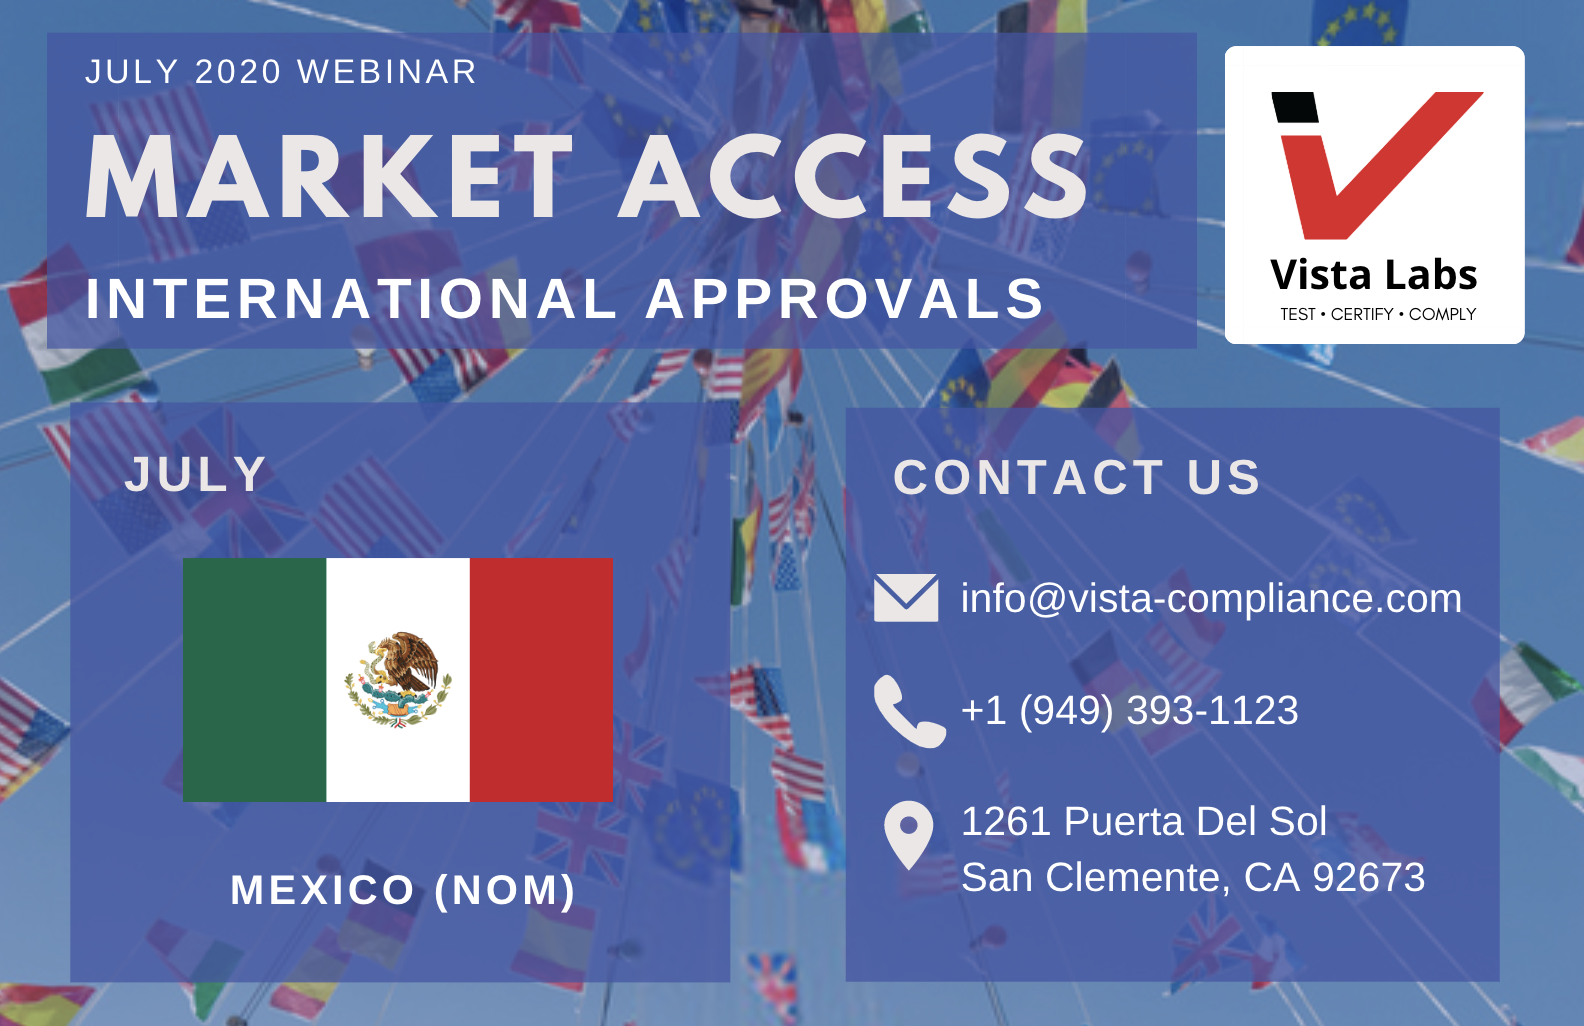 JULY 2020 WEBINAR
MARKET ACCESS
INTERNATIONAL APPROVALS
Vista Labs
TEST • CERTIFY • COMPLY
JULY
MEXICO (NOM)
CONTACT US
info@vista-compliance.com
+1 (949) 393-1123
1261 Puerta Del Sol
San Clemente, CA 92673